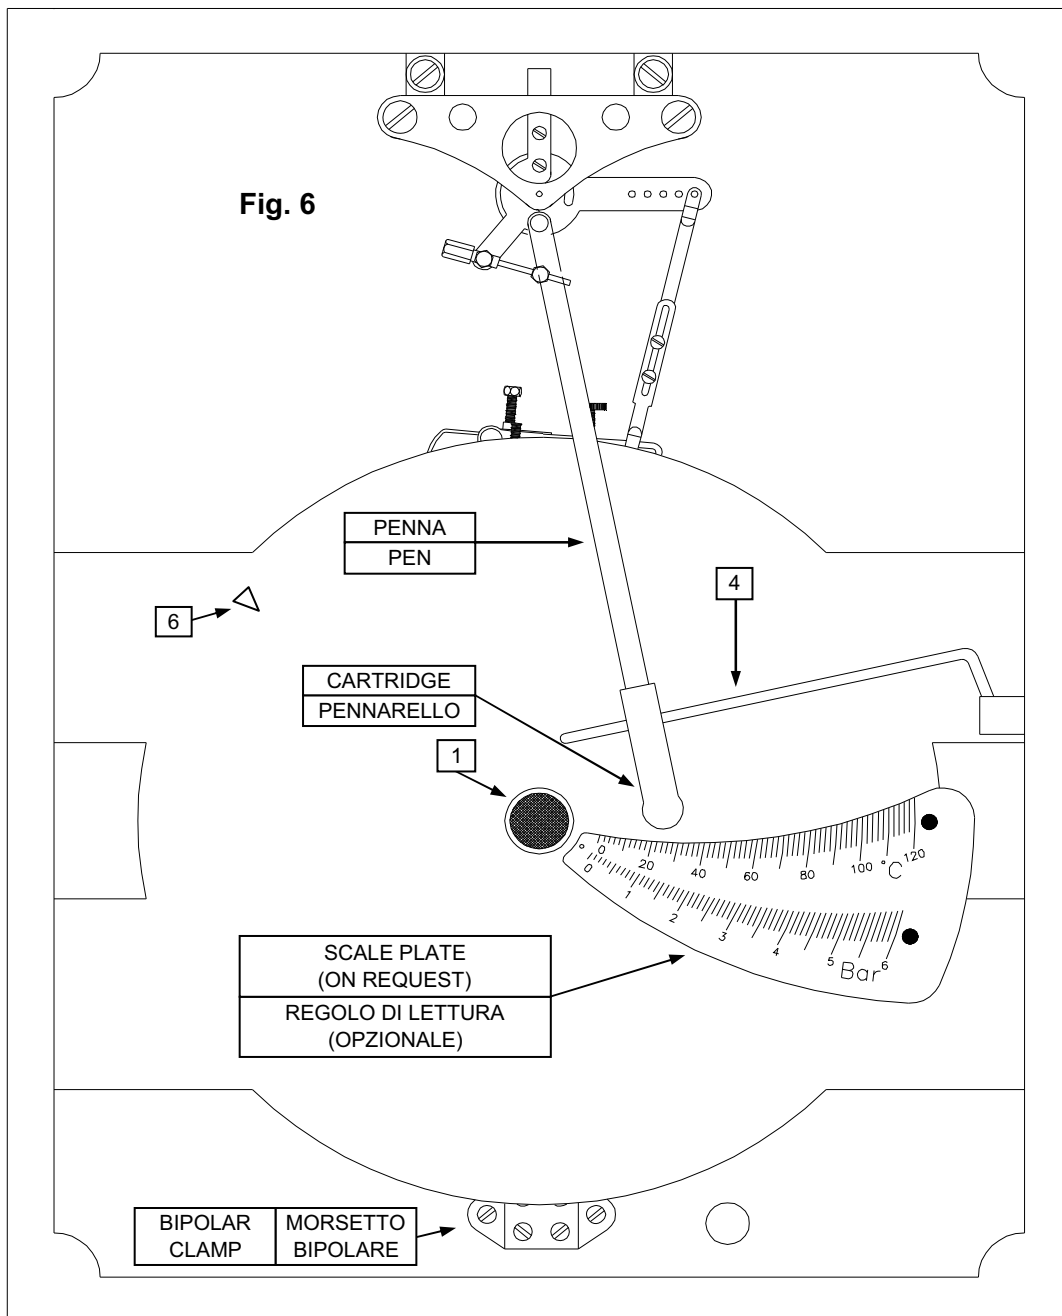 Fig. 6
PENNA
PEN
4
6
CARTRIDGE
PENNARELLO
1
0 20 40 60 80 100 °C 120
0 1 2 3 4 5 Bar 6
SCALE PLATE
(ON REQUEST)
REGOLO DI LETTURA
(OPZIONALE)
BIPOLAR
CLAMP
MORSETTO
BIPOLARE